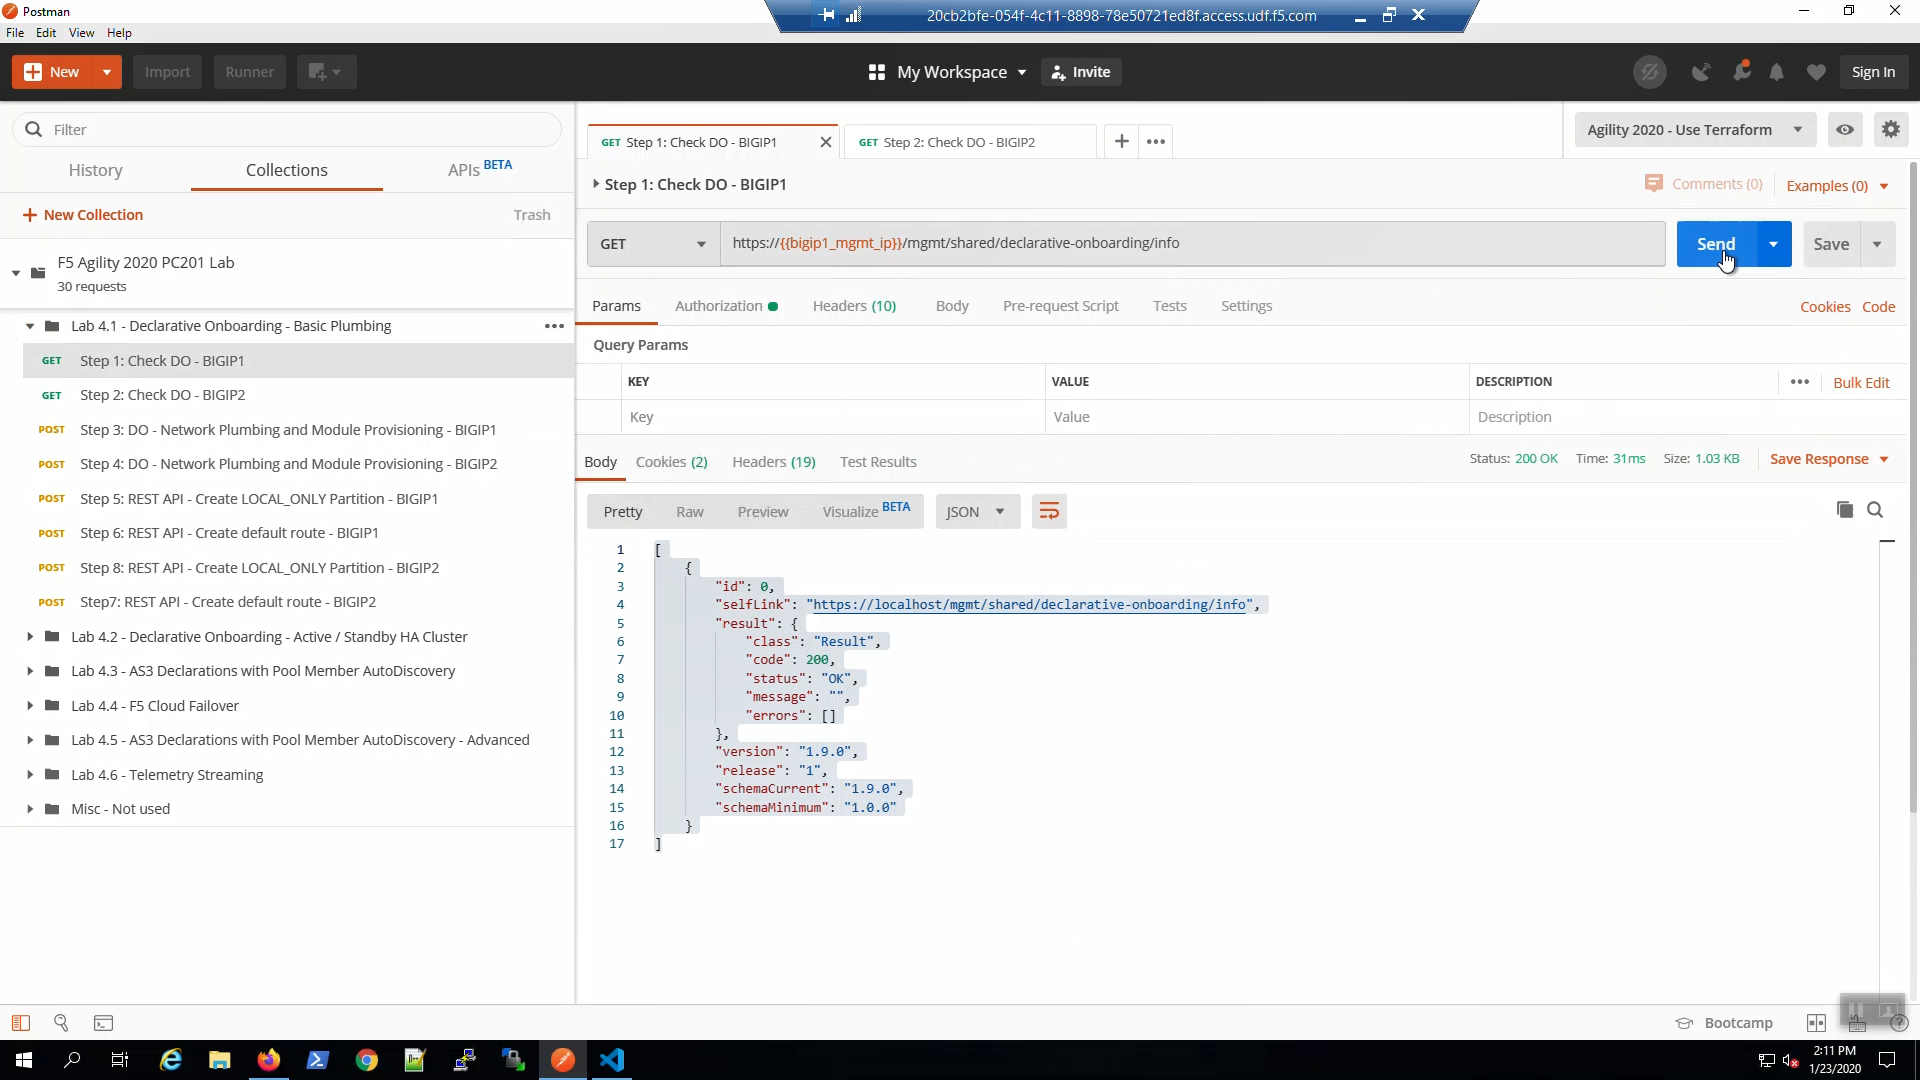 Postman
20cb2bfe-054f-4c11-8898-78e50721ed8f.access.udf.f5.com
File Edit View Help
New Import Runner My Workspace Invite Sign In
Filter
History Collections APIs BETA
New Collection Trash
F5 Agility 2020 PC201 Lab
30 requests
Lab 4.1 - Declarative Onboarding - Basic Plumbing
GET Step 1: Check DO - BIGIP1
GET Step 2: Check DO - BIGIP2
POST Step 3: DO - Network Plumbing and Module Provisioning - BIGIP1
POST Step 4: DO - Network Plumbing and Module Provisioning - BIGIP2
POST Step 5: REST API - Create LOCAL_ONLY Partition - BIGIP1
POST Step 6: REST API - Create default route - BIGIP1
POST Step 8: REST API - Create LOCAL_ONLY Partition - BIGIP2
POST Step7: REST API - Create default route - BIGIP2
Lab 4.2 - Declarative Onboarding - Active / Standby HA Cluster
Lab 4.3 - AS3 Declarations with Pool Member AutoDiscovery
Lab 4.4 - F5 Cloud Failover
Lab 4.5 - AS3 Declarations with Pool Member AutoDiscovery - Advanced
Lab 4.6 - Telemetry Streaming
Misc - Not used
GET Step 1: Check DO - BIGIP1 GET Step 2: Check DO - BIGIP2 Agility 2020 - Use Terraform
Step 1: Check DO - BIGIP1 Comments (0) Examples (0)
GET https://{{bigip1_mgmt_ip}}/mgmt/shared/declarative-onboarding/info Send Save
Params Authorization Headers (10) Body Pre-request Script Tests Settings Cookies Code
Query Params
KEY VALUE DESCRIPTION Bulk Edit
Key Value Description
Body Cookies (2) Headers (19) Test Results Status: 200 OK Time: 31ms Size: 1.03 KB Save Response
Pretty Raw Preview Visualize BETA JSON
1 [
2 {
3 "id": 0,
4 "selfLink": "https://localhost/mgmt/shared/declarative-onboarding/info",
5 "result": {
6 "class": "Result",
7 "code": 200,
8 "status": "OK",
9 "message": "",
10 "errors": []
11 },
12 "version": "1.9.0",
13 "release": "1",
14 "schemaCurrent": "1.9.0",
15 "schemaMinimum": "1.0.0"
16 }
17 ]
Bootcamp
2:11 PM
1/23/2020